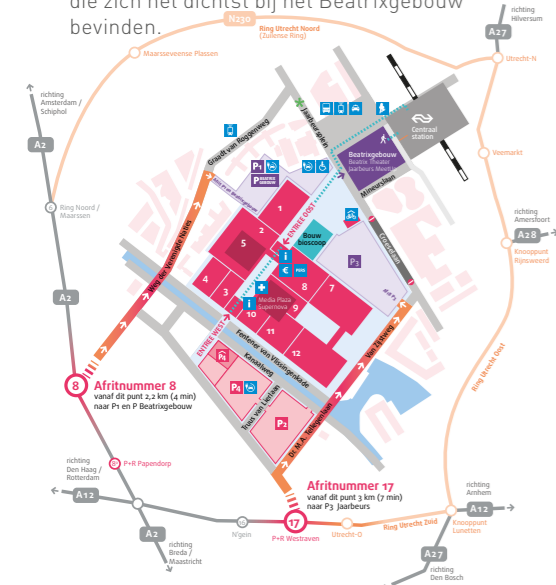 die zich het dichtst bij het Beatrixgebouw
bevinden.
N230
Ring Utrecht Noord
(Zuilense Ring)
richting
Hilversum
A27
Maarsseveense Plassen
Utrecht-N
richting
Amsterdam /
Schiphol
A2
Jaarbeursplein
Centraal
station
Graadt van Roggenweg
Beatrixgebouw
Beatrix Theater
Jaarbeurs MeetUp
Veemarkt
P1
P BEATRIX
GEBOUW
Mineurslaan
6
Ring Noord /
Maarssen
1
ENTREE OOST
Croeselaan
richting
Amersfoort
A28
2
Bouw
bioscoop
5
Knooppunt
Rijnsweerd
Weg der Verenigde Naties
i
€
PERS
P3
4
3
8
7
A2
i
Media Plaza
Supernova
9
10
ENTREE WEST
11
12
Fentener van Vlissingenkade
Kanaalweg
Van Zijstweg
Ring Utrecht Oost
8
Afritnummer 8
vanaf dit punt 2,2 km (4 min)
naar P1 en P Beatrixgebouw
P4
Truus van Lierlaan
P2
Dr. M.A. Tellegenlaan
P+R Papendorp
richting
Den Haag /
Rotterdam
A12
Afritnummer 17
vanaf dit punt 3 km (7 min)
naar P3 Jaarbeurs
richting
Arnhem
A12
16
N'gein
17
P+R Westraven
Utrecht-O
Ring Utrecht Zuid
Knooppunt
Lunetten
A2
richting
Breda /
Maastricht
A27
richting
Den Bosch